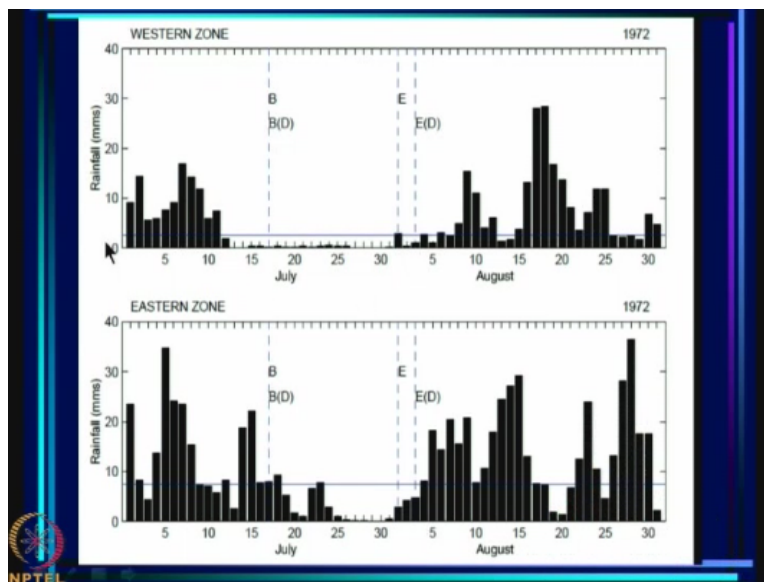 WESTERN ZONE 1972
40
30
20
10
0
Rainfall (mms)
B
B(D)
E
E(D)
5 10 15 20 25 30 5 10 15 20 25 30
July August
EASTERN ZONE 1972
40
30
20
10
0
Rainfall (mms)
B
B(D)
E
E(D)
5 10 15 20 25 30 5 10 15 20 25 30
July August
NPTEL